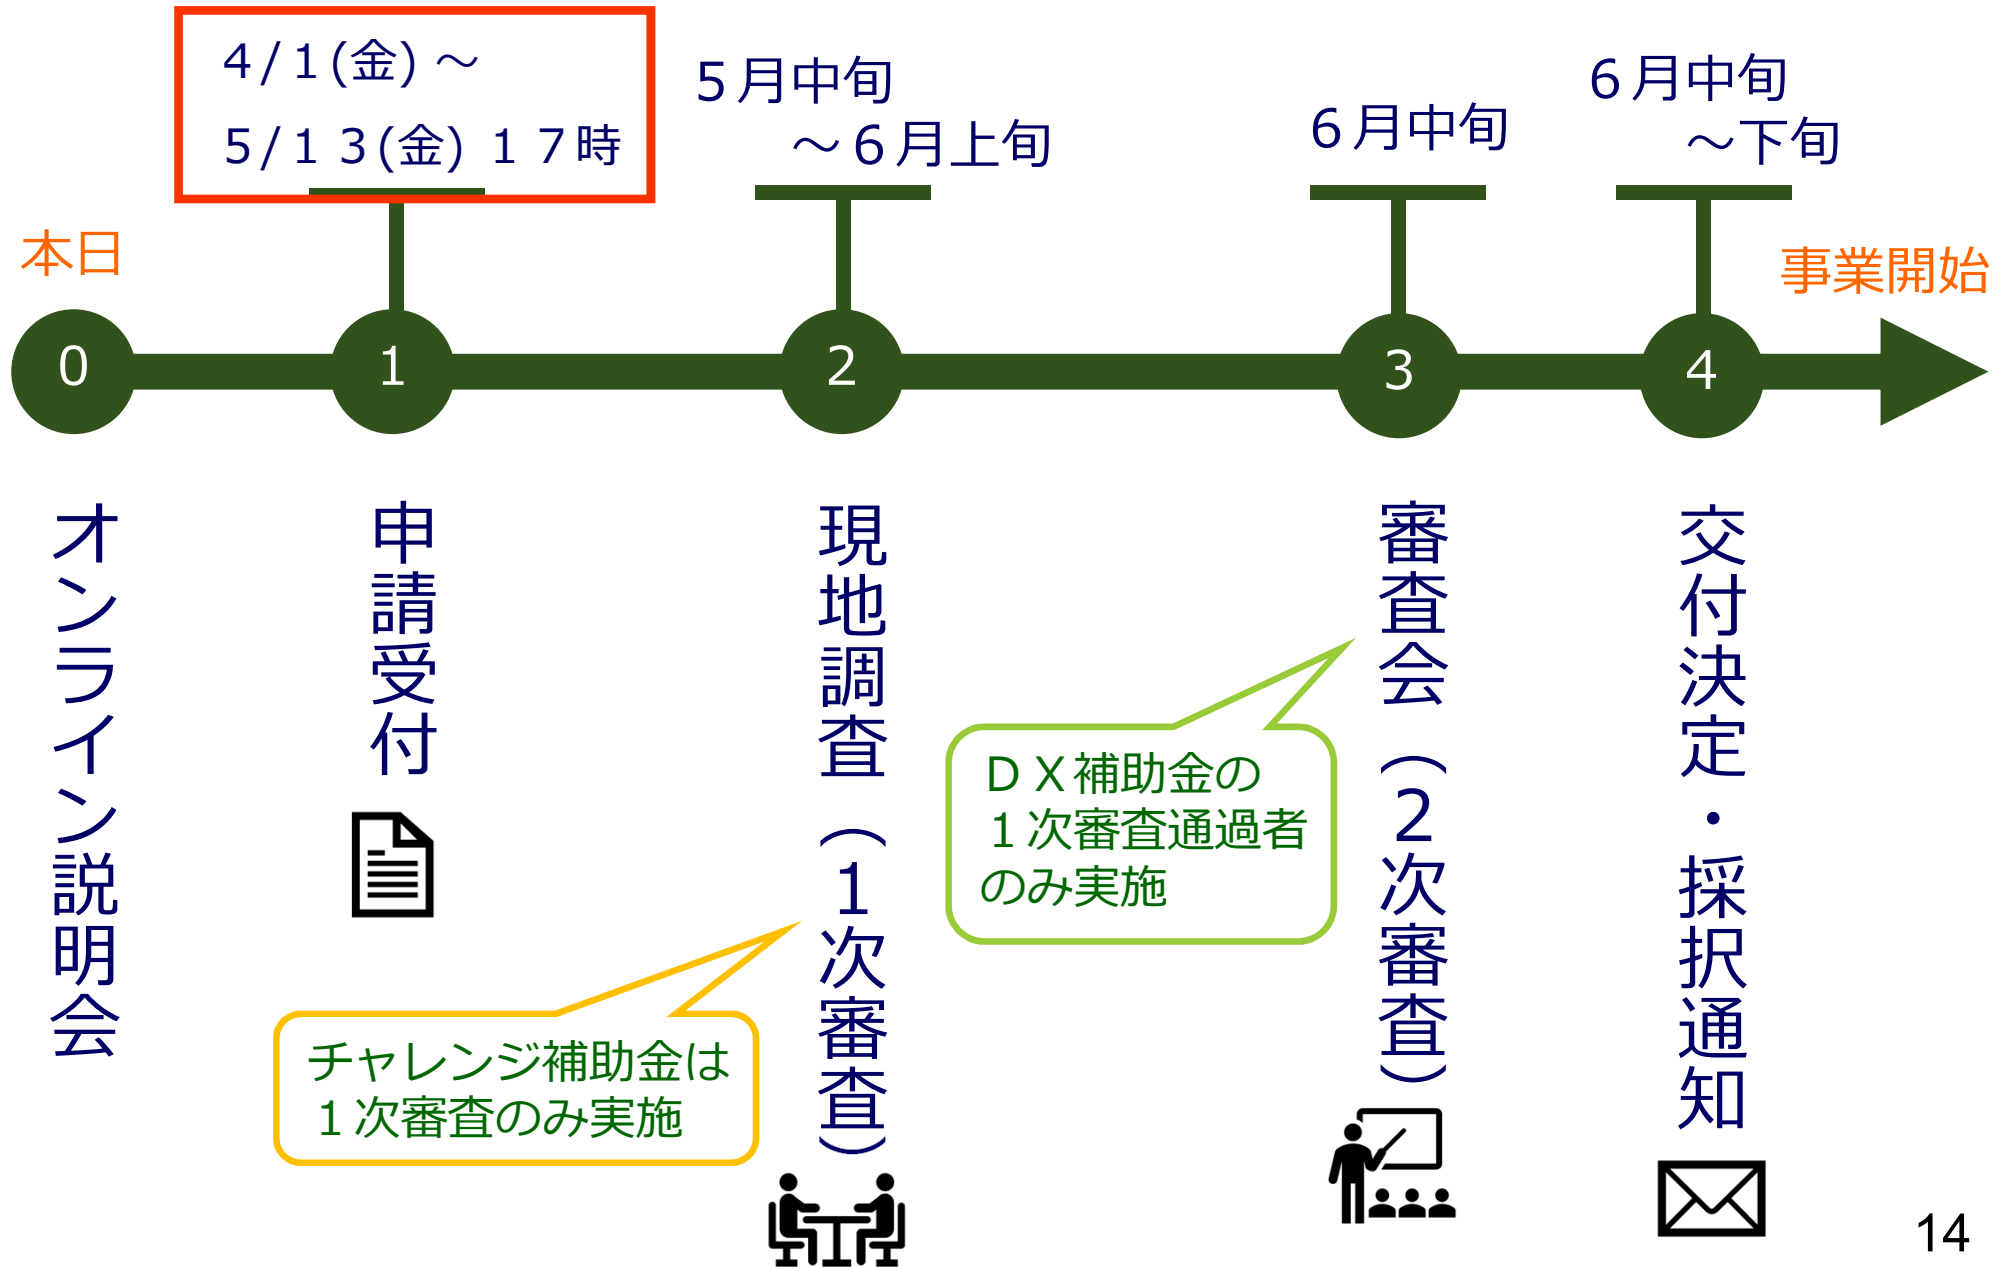 4/1(金)～
5/13(金)17時
5月中旬
～6月上旬
6月中旬
6月中旬
～下旬
本日
事業開始
0
1
2
3
4
オンライン説明会
申請受付
現地調査（1次審査）
審査会（2次審査）
交付決定・採択通知
DX補助金の
1次審査通過者
のみ実施
チャレンジ補助金は
1次審査のみ実施
14